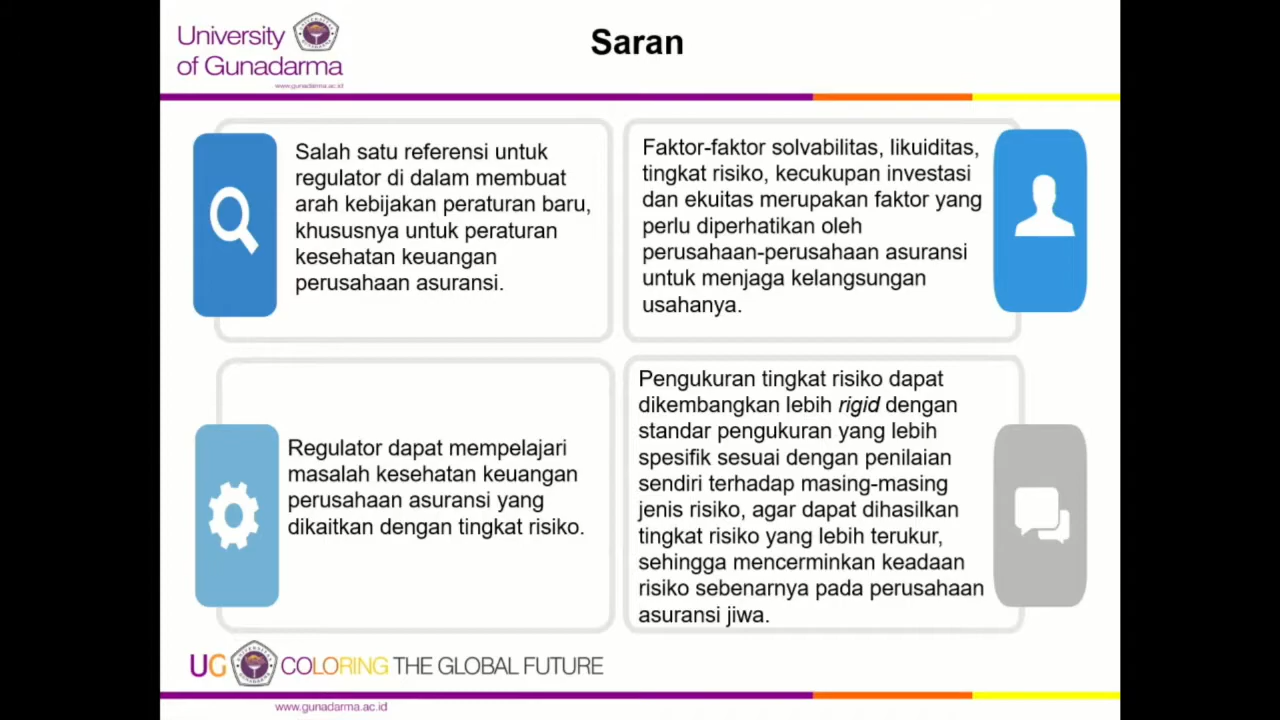 University
of Gunadarma
www.gunadarma.ac.id
Saran
Salah satu referensi untuk
regulator di dalam membuat
arah kebijakan peraturan baru,
khususnya untuk peraturan
kesehatan keuangan
perusahaan asuransi.
Faktor-faktor solvabilitas, likuiditas,
tingkat risiko, kecukupan investasi
dan ekuitas merupakan faktor yang
perlu diperhatikan oleh
perusahaan-perusahaan asuransi
untuk menjaga kelangsungan
usahanya.
Regulator dapat mempelajari
masalah kesehatan keuangan
perusahaan asuransi yang
dikaitkan dengan tingkat risiko.
Pengukuran tingkat risiko dapat
dikembangkan lebih rigid dengan
standar pengukuran yang lebih
spesifik sesuai dengan penilaian
sendiri terhadap masing-masing
jenis risiko, agar dapat dihasilkan
tingkat risiko yang lebih terukur,
sehingga mencerminkan keadaan
risiko sebenarnya pada perusahaan
asuransi jiwa.
UG COLORING THE GLOBAL FUTURE
www.gunadarma.ac.id